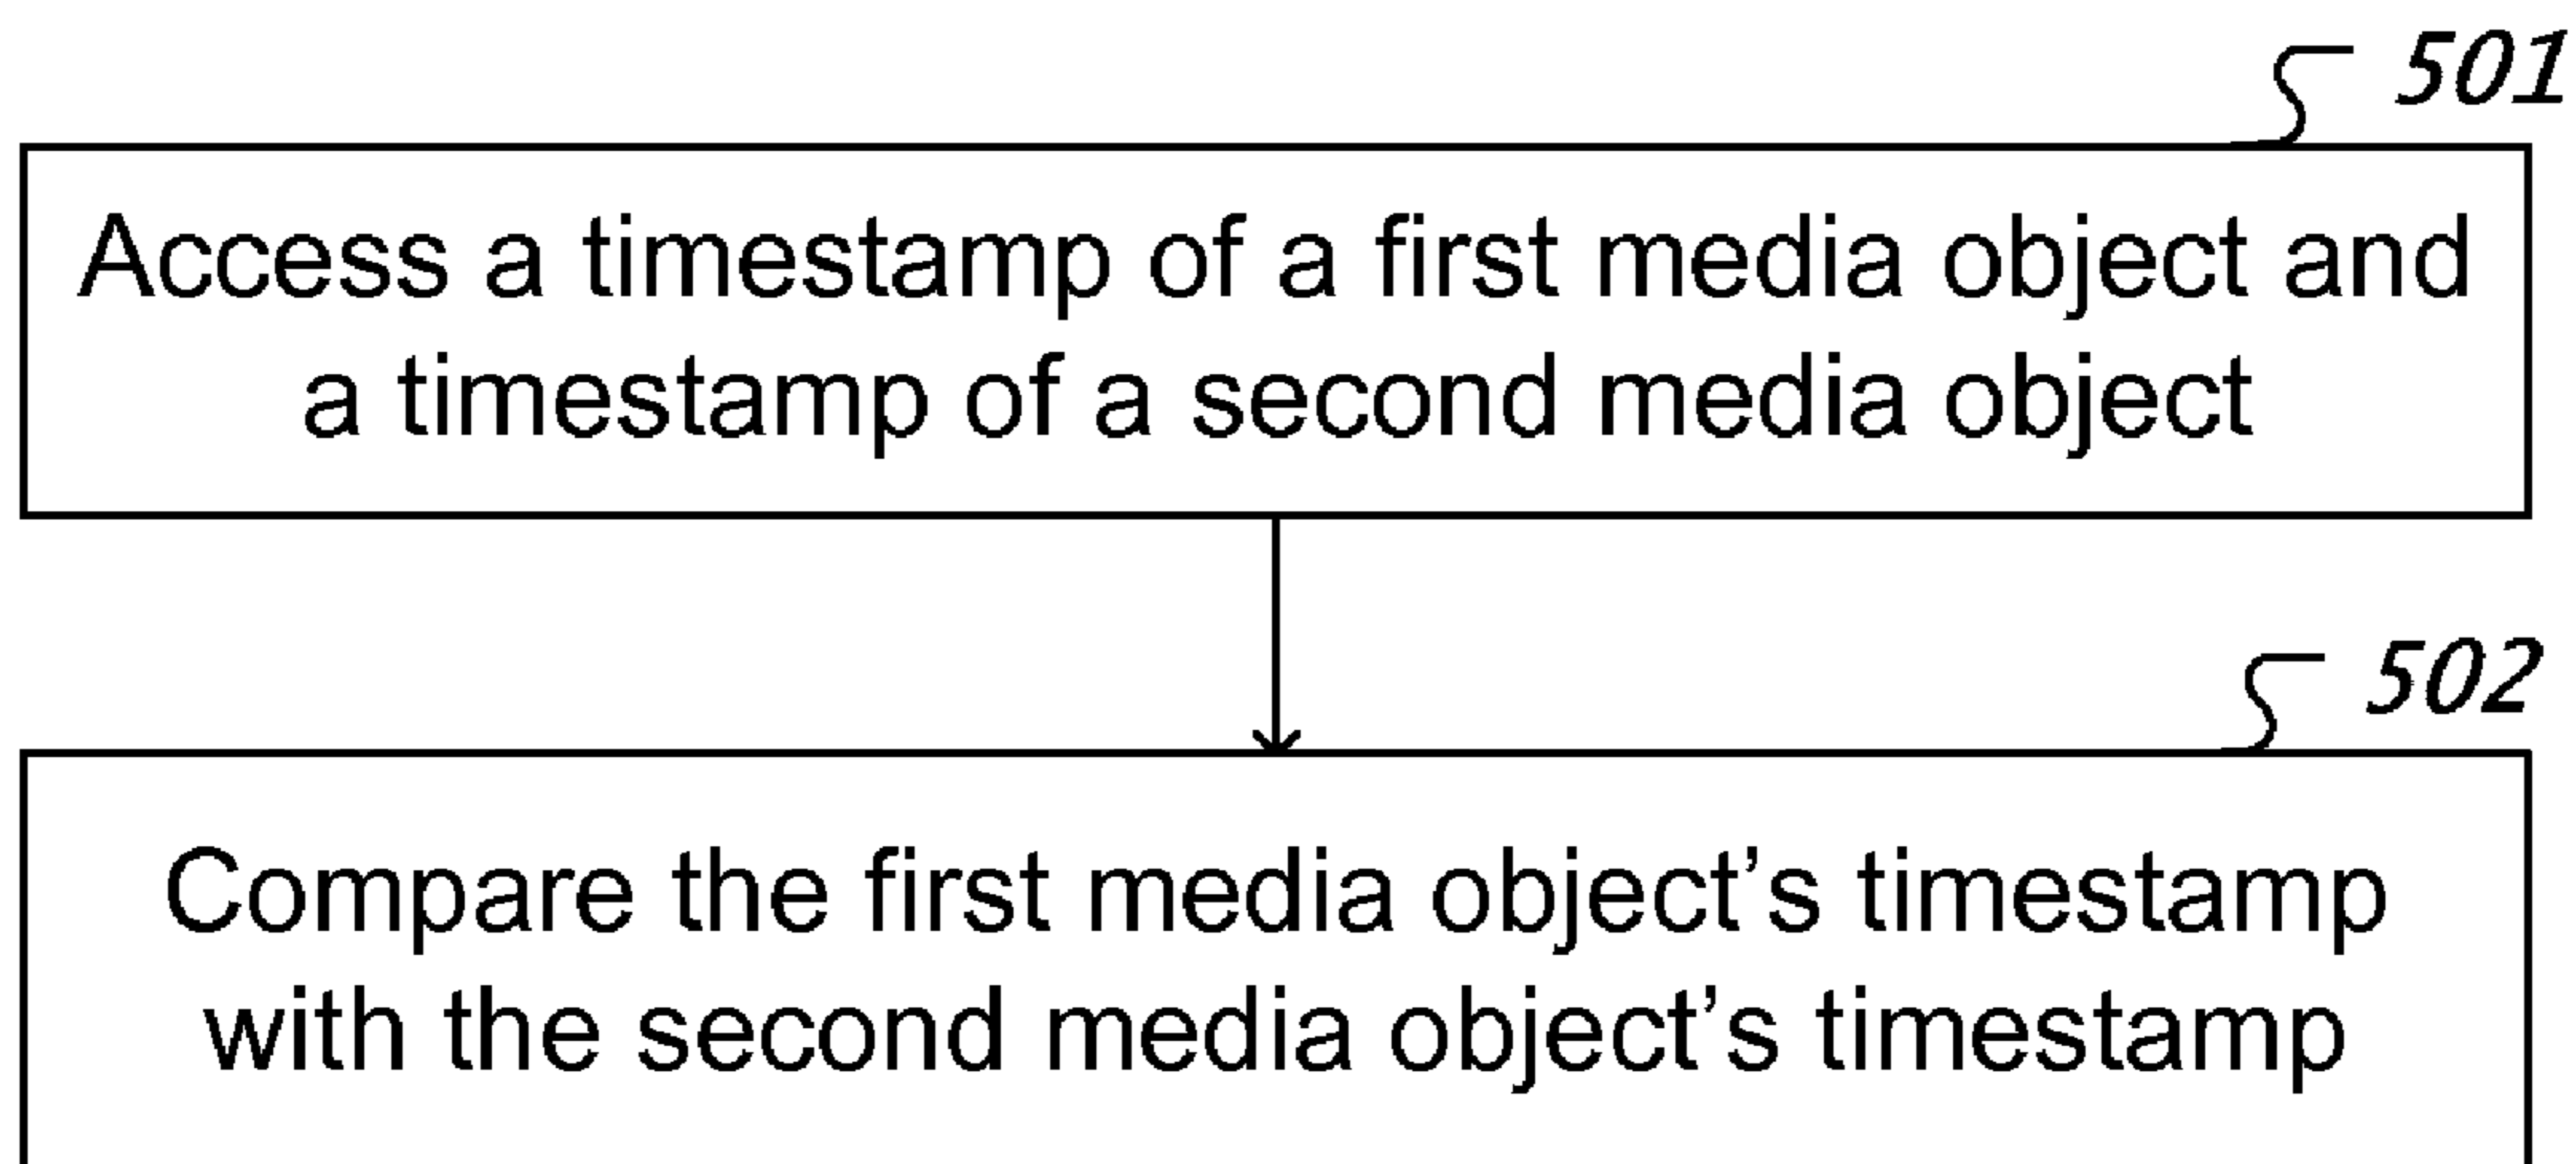 501
Access a timestamp of a first media object and
a timestamp of a second media object
502
Compare the first media object’s timestamp
with the second media object’s timestamp